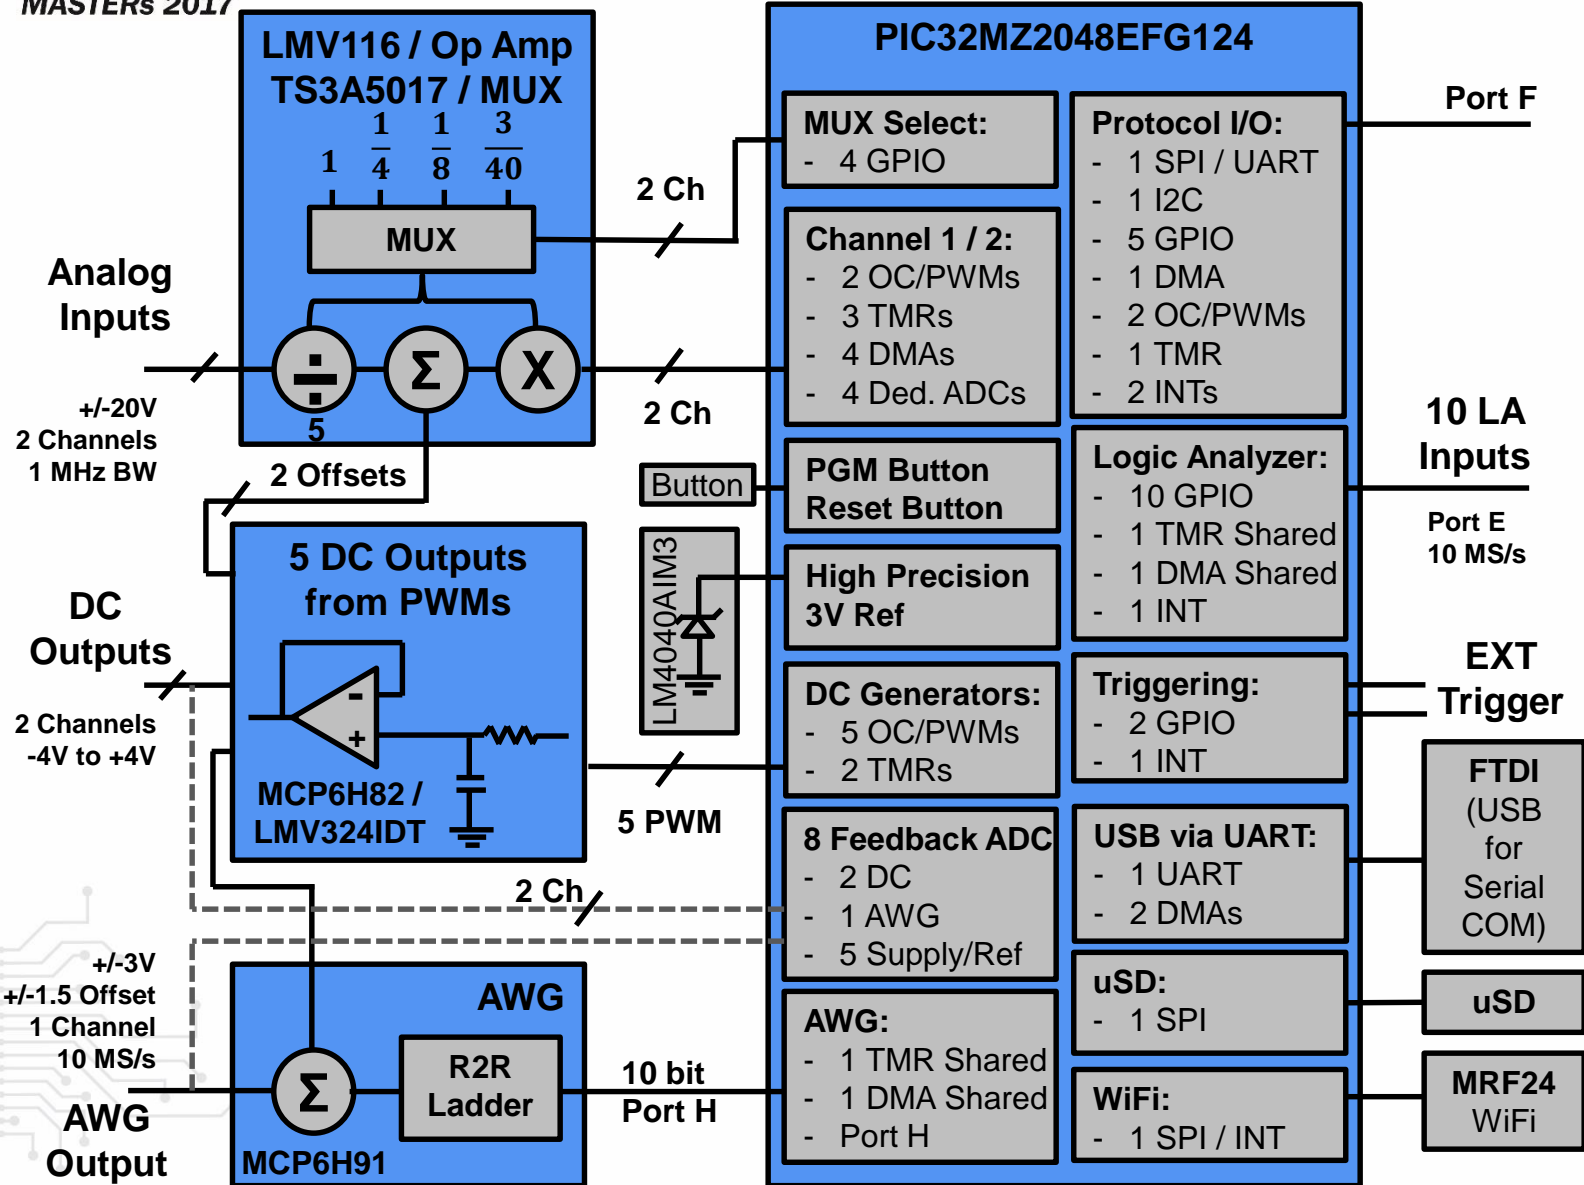 MASTERs 2017
LMV116 / Op Amp
TS3A5017 / MUX
1 1/4 1/8 3/40
MUX
Analog
Inputs
÷ Σ X
5
+/-20V
2 Channels
1 MHz BW
2 Ch
2 Ch
2 Offsets
5 DC Outputs
from PWMs
-
+
MCP6H82 /
LMV324IDT
DC
Outputs
2 Channels
-4V to +4V
5 PWM
2 Ch
+/-3V
+/-1.5 Offset
1 Channel
10 MS/s
AWG
Output
AWG
Σ
R2R
Ladder
MCP6H91
10 bit
Port H
Button
LM4040AIM3
PIC32MZ2048EFG124
MUX Select:
- 4 GPIO
Channel 1 / 2:
- 2 OC/PWMs
- 3 TMRs
- 4 DMAs
- 4 Ded. ADCs
PGM Button
Reset Button
High Precision
3V Ref
DC Generators:
- 5 OC/PWMs
- 2 TMRs
8 Feedback ADC
- 2 DC
- 1 AWG
- 5 Supply/Ref
AWG:
- 1 TMR Shared
- 1 DMA Shared
- Port H
Protocol I/O:
- 1 SPI / UART
- 1 I2C
- 5 GPIO
- 1 DMA
- 2 OC/PWMs
- 1 TMR
- 2 INTs
Logic Analyzer:
- 10 GPIO
- 1 TMR Shared
- 1 DMA Shared
- 1 INT
Triggering:
- 2 GPIO
- 1 INT
USB via UART:
- 1 UART
- 2 DMAs
uSD:
- 1 SPI
WiFi:
- 1 SPI / INT
Port F
10 LA
Inputs
Port E
10 MS/s
EXT
Trigger
FTDI
(USB
for
Serial
COM)
uSD
MRF24
WiFi